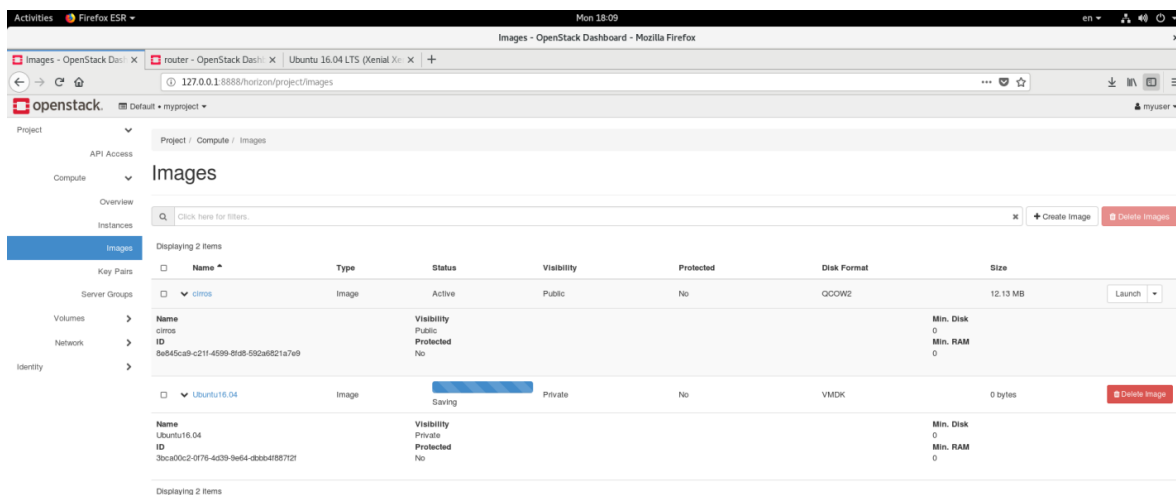 Activities Firefox ESR Mon 18:09 en
Images - OpenStack Dashboard - Mozilla Firefox
Images - OpenStack Dash router - OpenStack Dashb Ubuntu 16.04 LTS (Xenial Xe
127.0.0.1:8888/horizon/project/images
openstack. Default • myproject myuser
Project
Project / Compute / Images
API Access
Images
Compute
Overview
Click here for filters. + Create Image Delete Images
Instances
Images
Displaying 2 items
Key Pairs
Name Type Status Visibility Protected Disk Format Size
Server Groups
cirros Image Active Public No QCOW2 12.13 MB Launch
Volumes
Name Visibility Min. Disk
cirros Public 0
Network
ID Protected Min. RAM
8e845ca9-c21f-4599-8fd8-592a6821a7e9 No 0
Identity
Ubuntu16.04 Image Saving Private No VMDK 0 bytes Delete Image
Name Visibility Min. Disk
Ubuntu16.04 Private 0
ID Protected Min. RAM
3bca00c2-0f76-4d39-9e64-dbbb4f887f2f No 0
Displaying 2 items